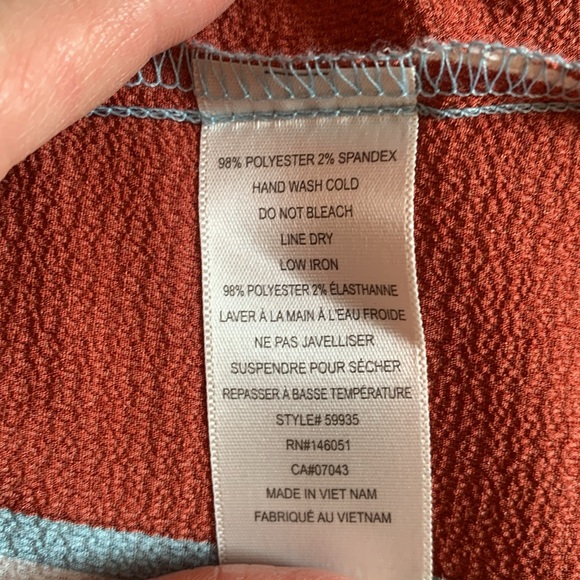 98% POLYESTER 2% SPANDEX
HAND WASH COLD
DO NOT BLEACH
LINE DRY
LOW IRON
98% POLYESTER 2% ÉLASTHANNE
LAVER À LA MAIN À L'EAU FROIDE
NE PAS JAVELLISER
SUSPENDRE POUR SÉCHER
REPASSER À BASSE TEMPÉRATURE
STYLE# 59935
RN#146051
CA#07043
MADE IN VIET NAM
FABRIQUÉ AU VIETNAM